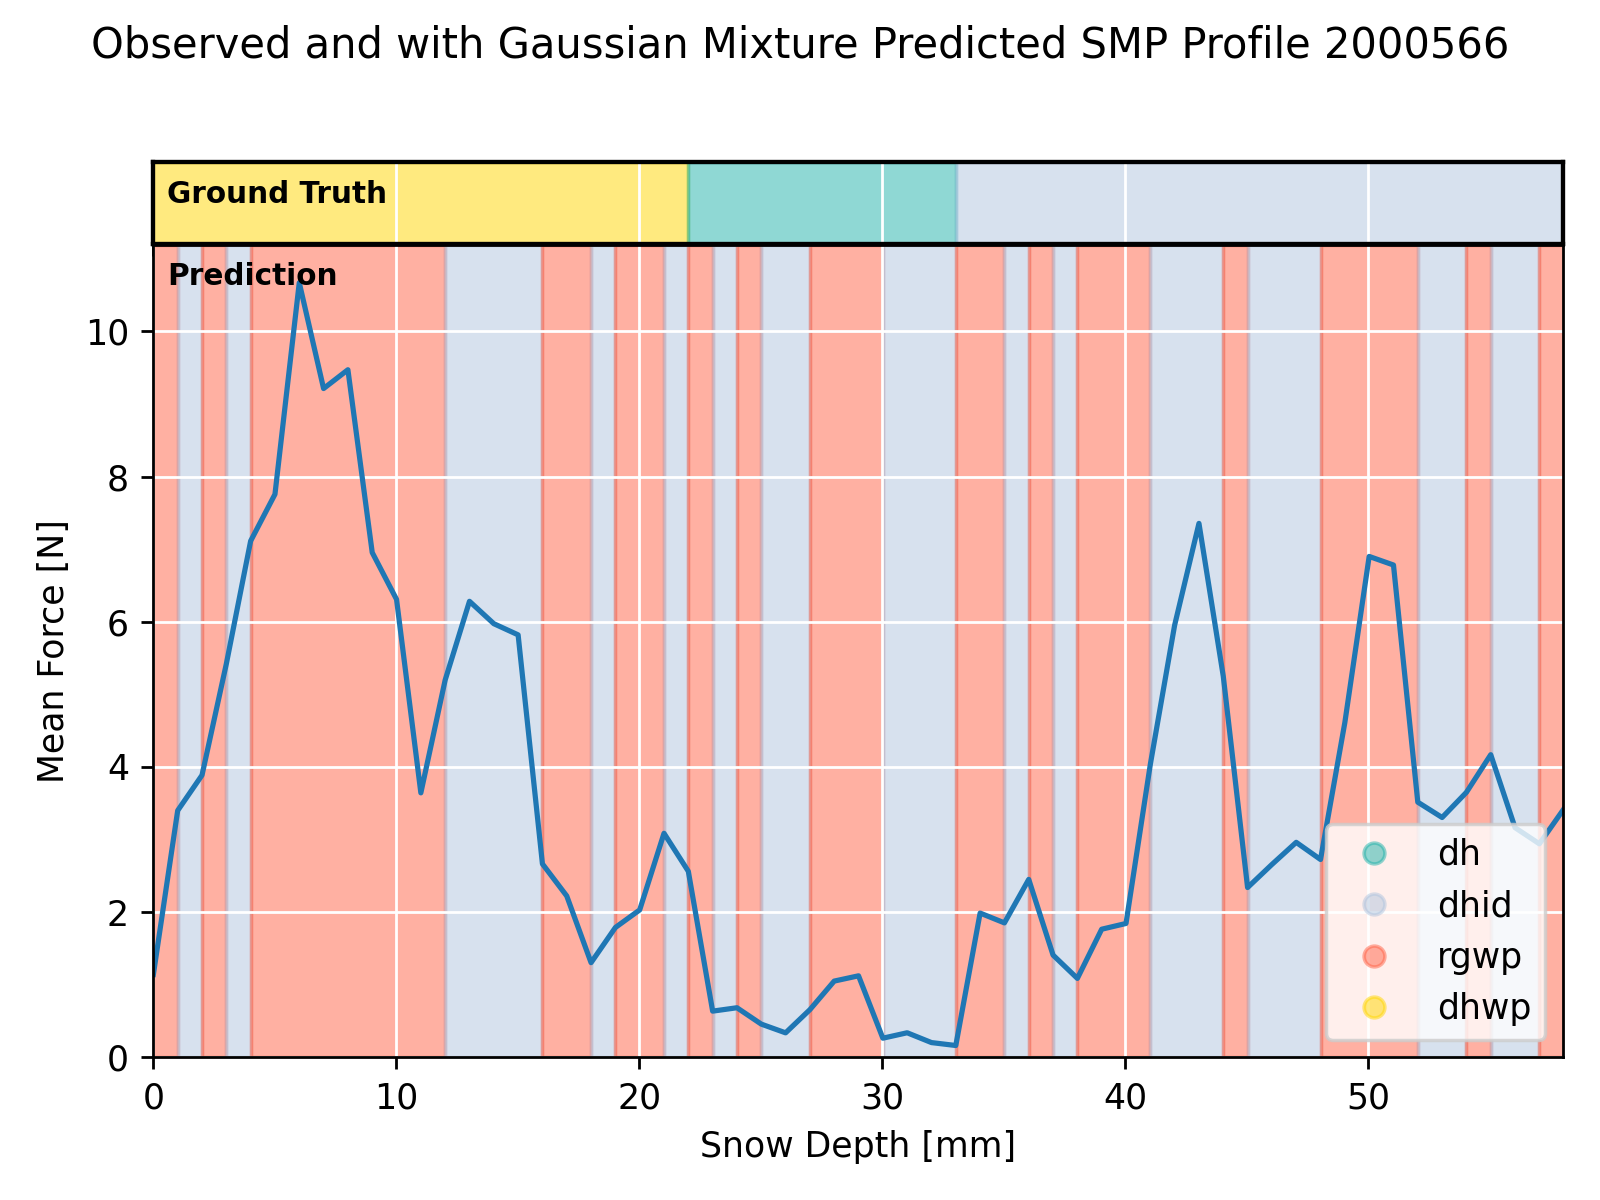 Observed and with Gaussian Mixture Predicted SMP Profile 2000566
Ground Truth
Prediction
10
8
6
4
2
0
Mean Force [N]
dh
dhid
rgwp
dhwp
0 10 20 30 40 50
Snow Depth [mm]